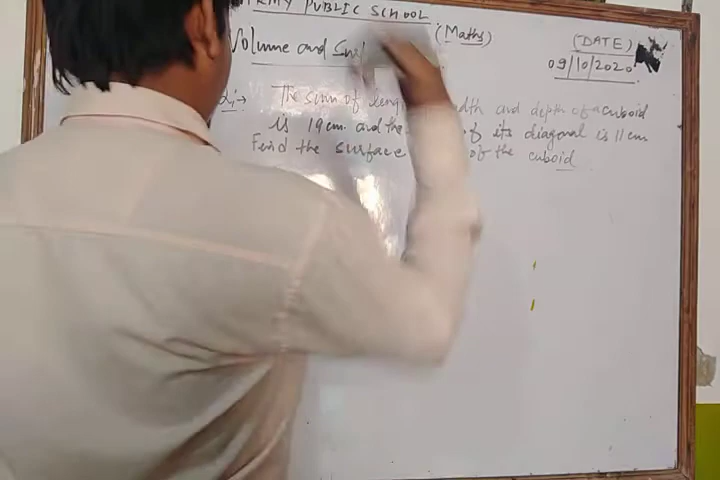 PUBLIC SCHOOL
Volume and (Maths)
(DATE)
09/10/2020
The sum of and depth of a cuboid
is 19 cm and the of its diagonal is 11 cm
Find the surface of the cuboid